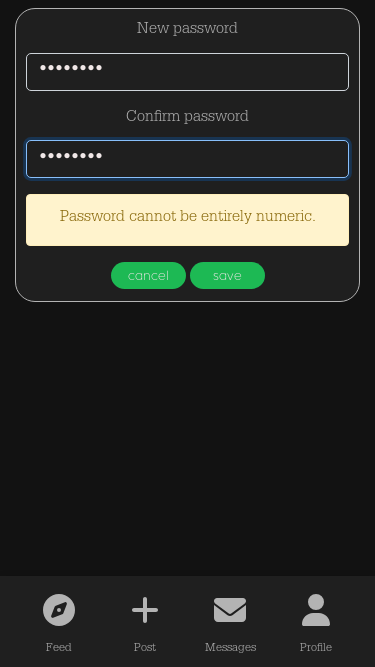 New password
••••••••
Confirm password
••••••••
Password cannot be entirely numeric.
cancel save
Feed Post Messages Profile